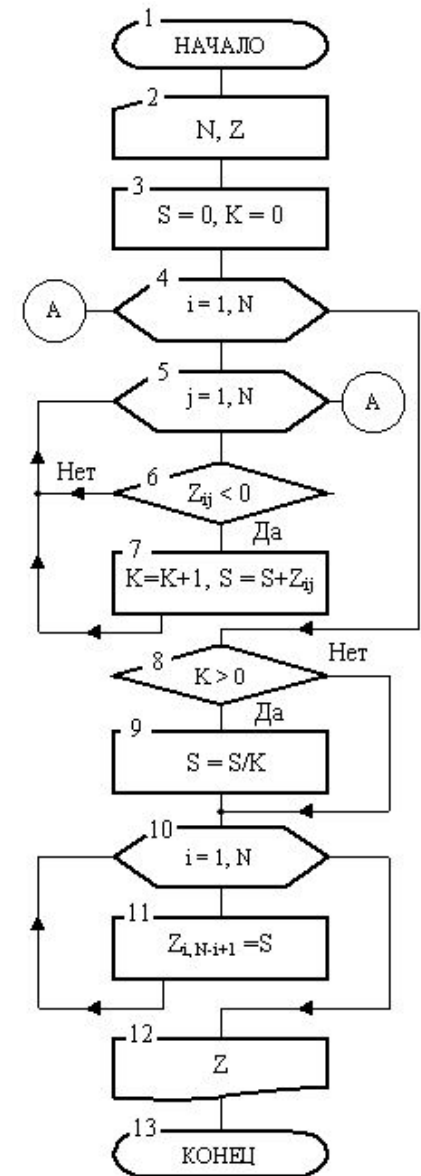 1
НАЧАЛО
2
N, Z
3
S = 0, K = 0
4
A
i = 1, N
5
j = 1, N
A
Нет
6
Zij < 0
Да
7
K=K+1, S = S+Zij
8
K > 0
Нет
Да
9
S = S/K
10
i = 1, N
11
Zi, N-i+1 =S
12
Z
13
КОНЕЦ